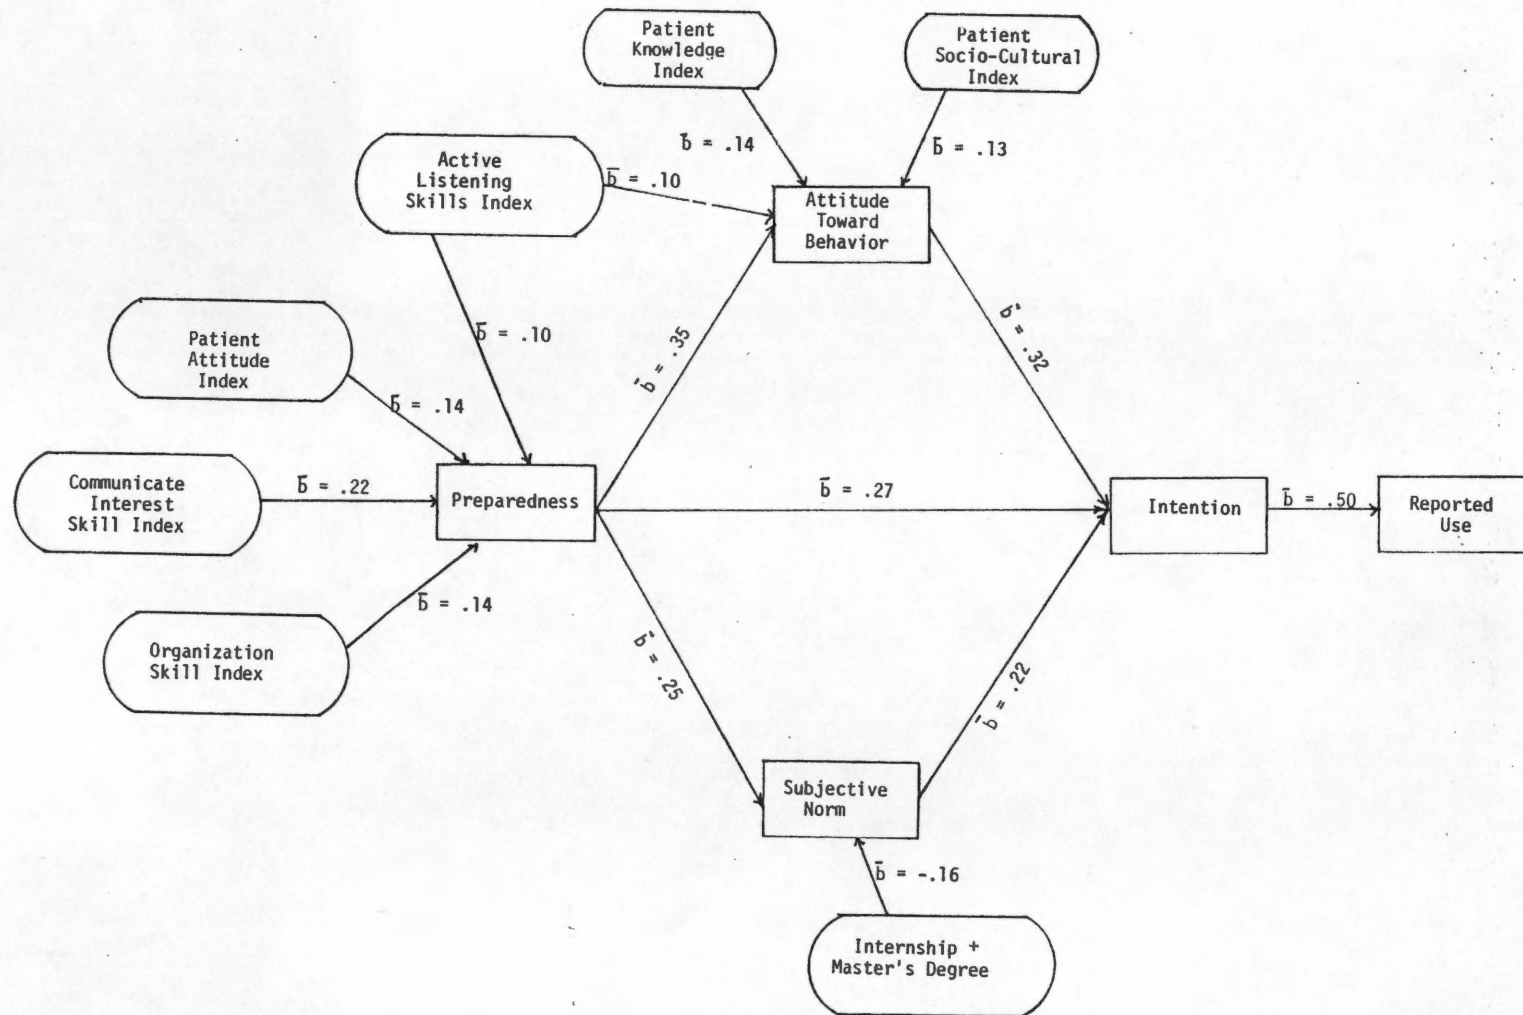 Patient
Knowledge
Index
Patient
Socio-Cultural
Index
b̄ = .14
b̄ = .13
Active
Listening
Skills Index
b̄ = .10
Attitude
Toward
Behavior
b̄ = .10
Patient
Attitude
Index
b̄ = .14
b̄ = .35
b̄ = .32
Communicate
Interest
Skill Index
b̄ = .22
Preparedness
b̄ = .27
Intention
b̄ = .50
Reported
Use
b̄ = .14
Organization
Skill Index
b̄ = .25
b̄ = .22
Subjective
Norm
b̄ = -.16
Internship +
Master's Degree